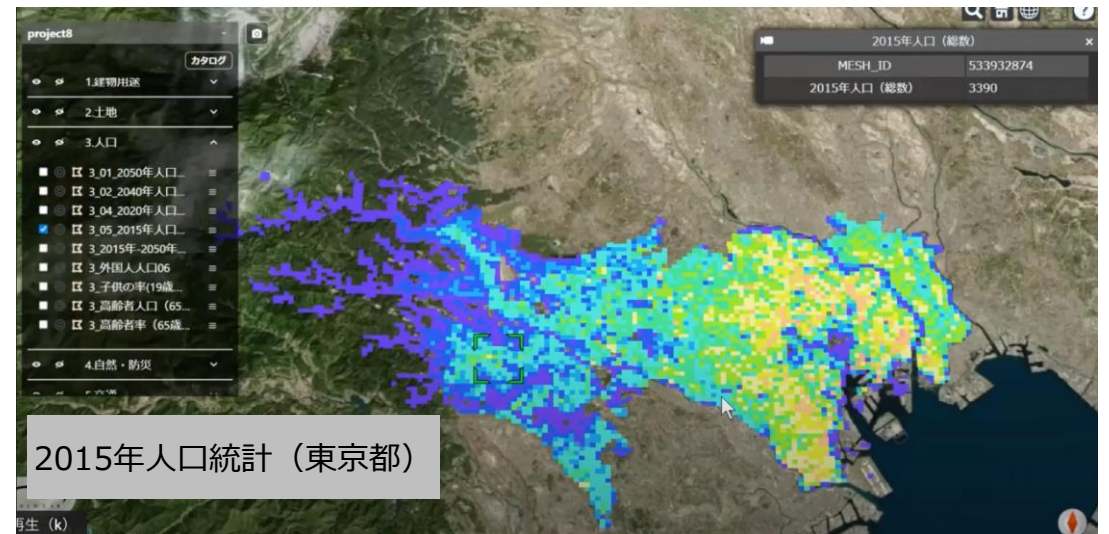 project8
カタログ
1.建物用途
2.土地
3.人口
3_01_2050年人口...
3_02_2040年人口...
3_04_2020年人口...
3_05_2015年人口...
3_2015年-2050年...
3_外国人人口06
3_子供の率(19歳...
3_高齢者人口（65...
3_高齢者率（65歳...
4.自然・防災
2015年人口（総数）
MESH_ID 533932874
2015年人口（総数） 3390
2015年人口統計（東京都）
再生（k）